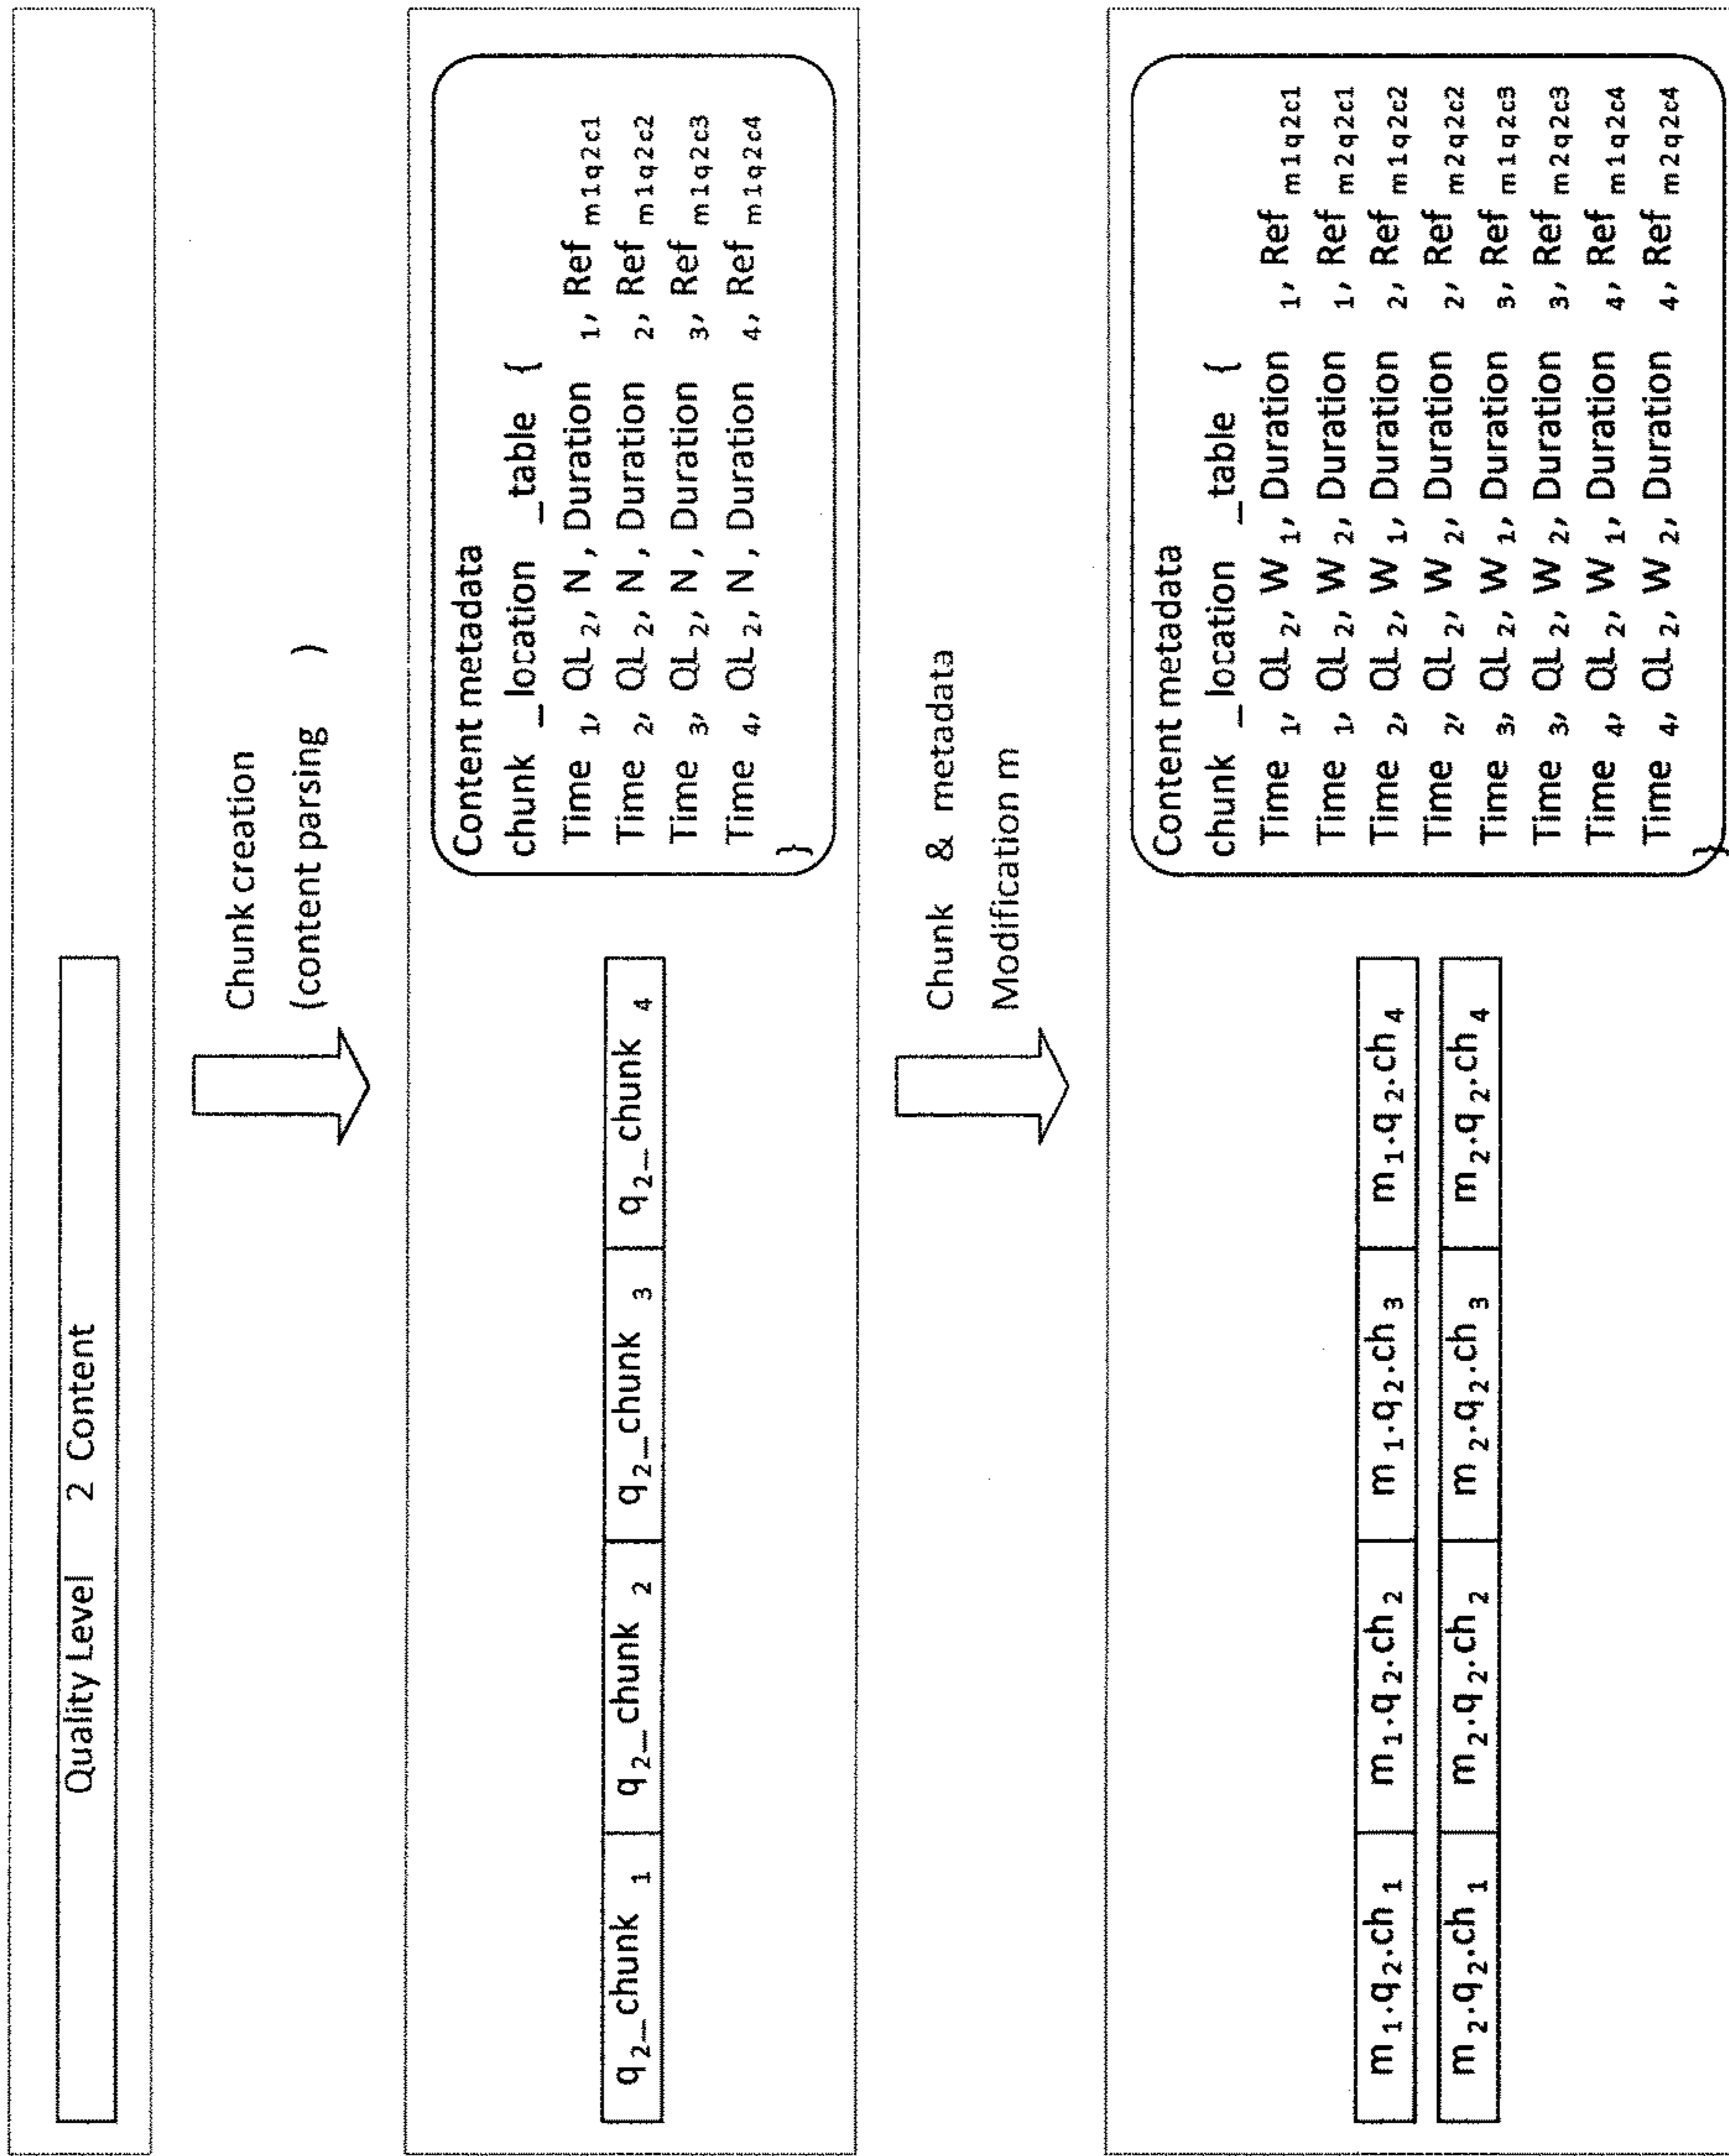 Quality Level 2 Content
Chunk creation
(content parsing )
q2_chunk 1 q2_chunk 2 q2_chunk 3 q2_chunk 4
Content metadata
chunk _location _table {
Time 1, QL 2, N, Duration 1, Ref m1q2c1
Time 2, QL 2, N, Duration 2, Ref m1q2c2
Time 3, QL 2, N, Duration 3, Ref m1q2c3
Time 4, QL 2, N, Duration 4, Ref m1q2c4
}
Chunk & metadata
Modification m
m1.q2.ch1 m1.q2.ch2 m1.q2.ch3 m1.q2.ch4
m2.q2.ch1 m2.q2.ch2 m2.q2.ch3 m2.q2.ch4
Content metadata
chunk _location _table {
Time 1, QL 2, W 1, Duration 1, Ref m1q2c1
Time 1, QL 2, W 2, Duration 1, Ref m2q2c1
Time 2, QL 2, W 1, Duration 2, Ref m1q2c2
Time 2, QL 2, W 2, Duration 2, Ref m2q2c2
Time 3, QL 2, W 1, Duration 3, Ref m1q2c3
Time 3, QL 2, W 2, Duration 3, Ref m2q2c3
Time 4, QL 2, W 1, Duration 4, Ref m1q2c4
Time 4, QL 2, W 2, Duration 4, Ref m2q2c4
}